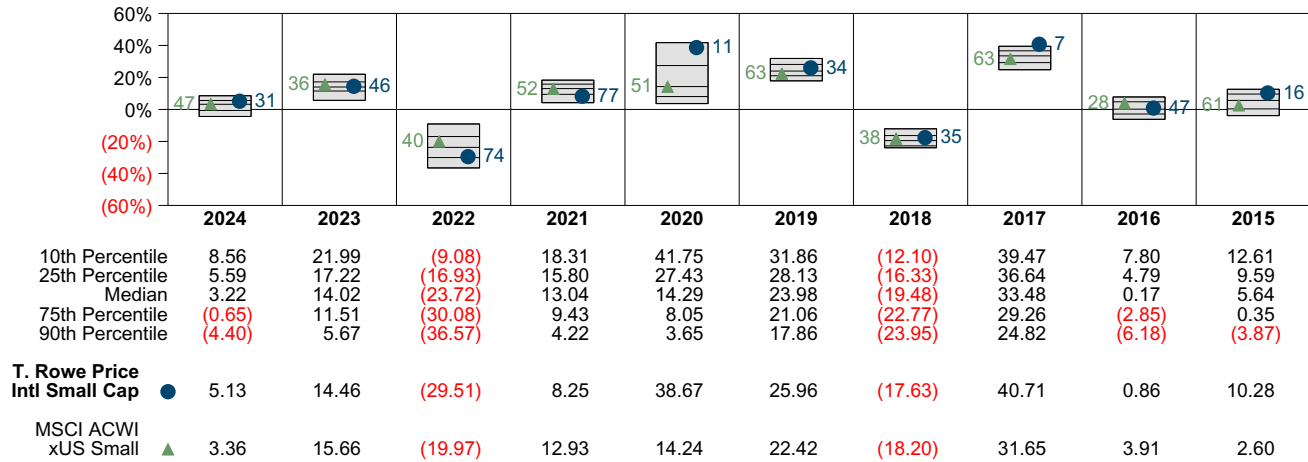 60%
40%
20%
0%
(20%)
(40%)
(60%)
47 31
36 46
40 74
52 77
51 11
63 34
38 35
63 7
28 47
61 16
2024 2023 2022 2021 2020 2019 2018 2017 2016 2015
10th Percentile 8.56 21.99 (9.08) 18.31 41.75 31.86 (12.10) 39.47 7.80 12.61
25th Percentile 5.59 17.22 (16.93) 15.80 27.43 28.13 (16.33) 36.64 4.79 9.59
Median 3.22 14.02 (23.72) 13.04 14.29 23.98 (19.48) 33.48 0.17 5.64
75th Percentile (0.65) 11.51 (30.08) 9.43 8.05 21.06 (22.77) 29.26 (2.85) 0.35
90th Percentile (4.40) 5.67 (36.57) 4.22 3.65 17.86 (23.95) 24.82 (6.18) (3.87)
T. Rowe Price
Intl Small Cap 5.13 14.46 (29.51) 8.25 38.67 25.96 (17.63) 40.71 0.86 10.28
MSCI ACWI
xUS Small 3.36 15.66 (19.97) 12.93 14.24 22.42 (18.20) 31.65 3.91 2.60